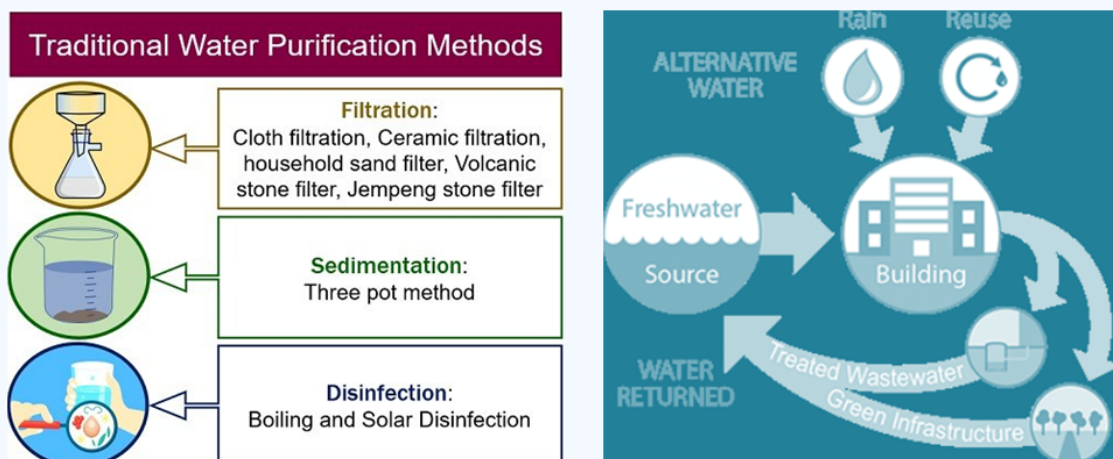 Traditional Water Purification Methods
Filtration:
Cloth filtration, Ceramic filtration,
household sand filter, Volcanic
stone filter, Jempeng stone filter
Sedimentation:
Three pot method
Disinfection:
Boiling and Solar Disinfection
Rain
Reuse
ALTERNATIVE
WATER
Freshwater
Source
Building
WATER
RETURNED
Treated Wastewater
Green Infrastructure